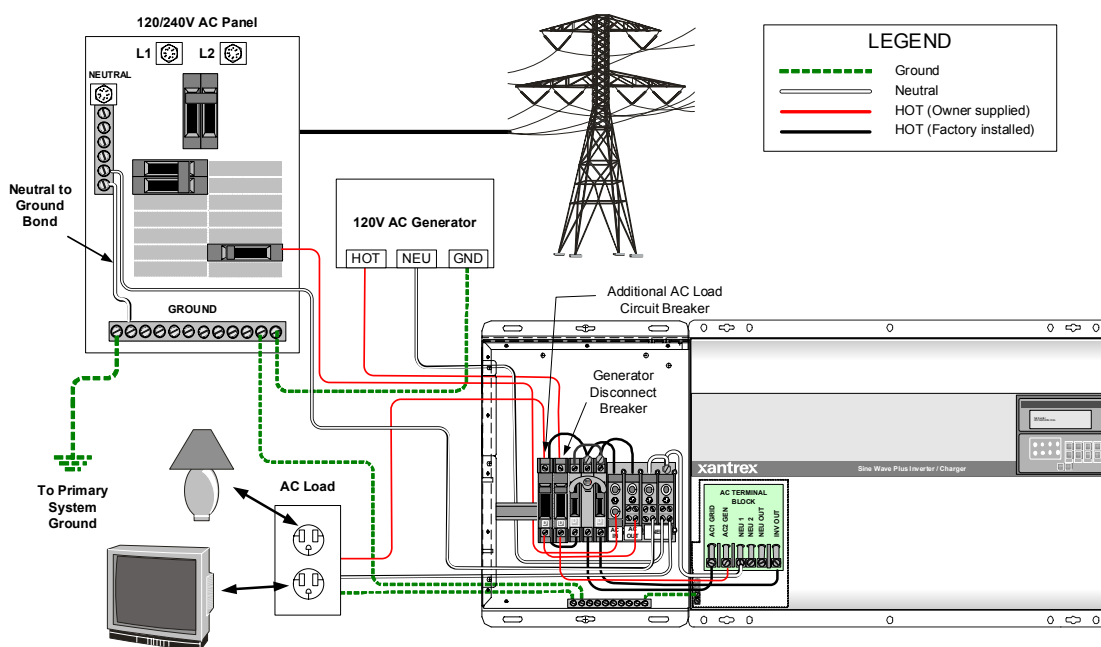 120/240V AC Panel
L1
L2
NEUTRAL
Neutral to
Ground
Bond
GROUND
To Primary
System
Ground
120V AC Generator
HOT
NEU
GND
LEGEND
Ground
Neutral
HOT (Owner supplied)
HOT (Factory installed)
Additional AC Load
Circuit Breaker
Generator
Disconnect
Breaker
AC Load
AC
IN
OUT
xantrex
Sine Wave Plus Inverter / Charger
AC TERMINAL
BLOCK
AC1 GRID
AC2 GEN
NEU 1
NEU 2
NEU OUT
INV OUT